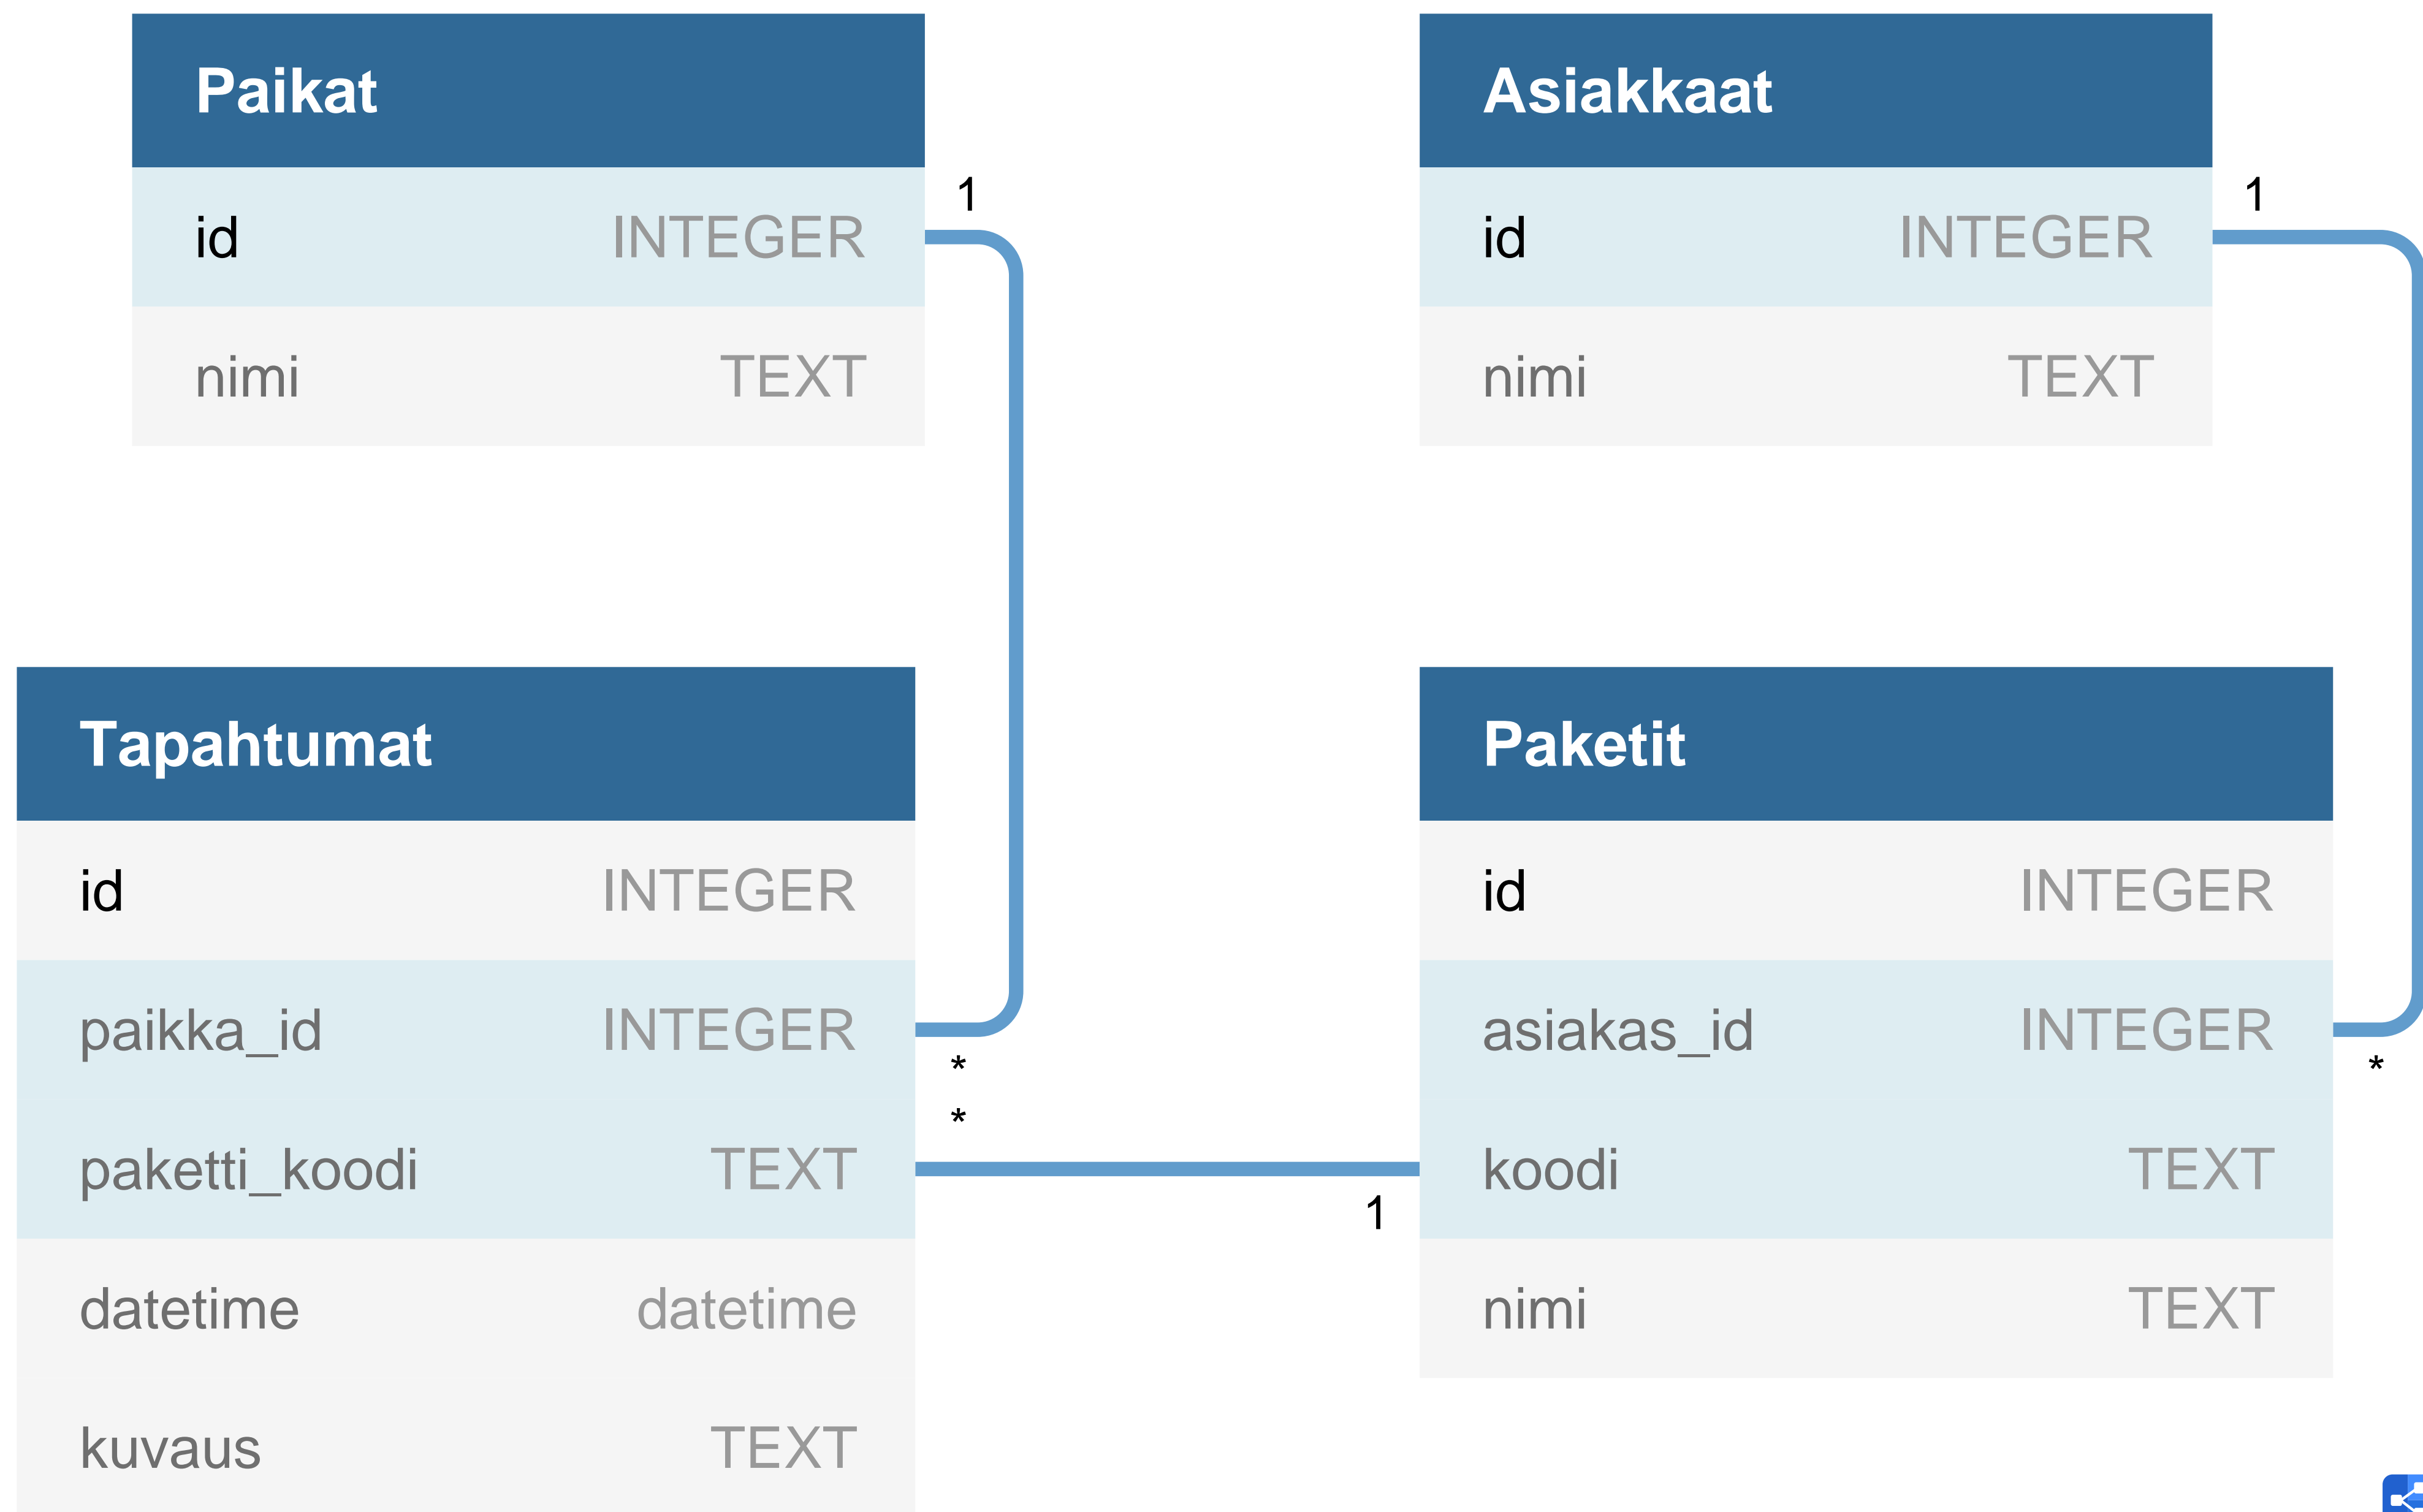 Paikat
id INTEGER
nimi TEXT
1
Asiakkaat
id INTEGER
nimi TEXT
1
Tapahtumat
id INTEGER
paikka_id INTEGER
paketti_koodi TEXT
datetime datetime
kuvaus TEXT
*
*
1
Paketit
id INTEGER
asiakas_id INTEGER
koodi TEXT
nimi TEXT
*